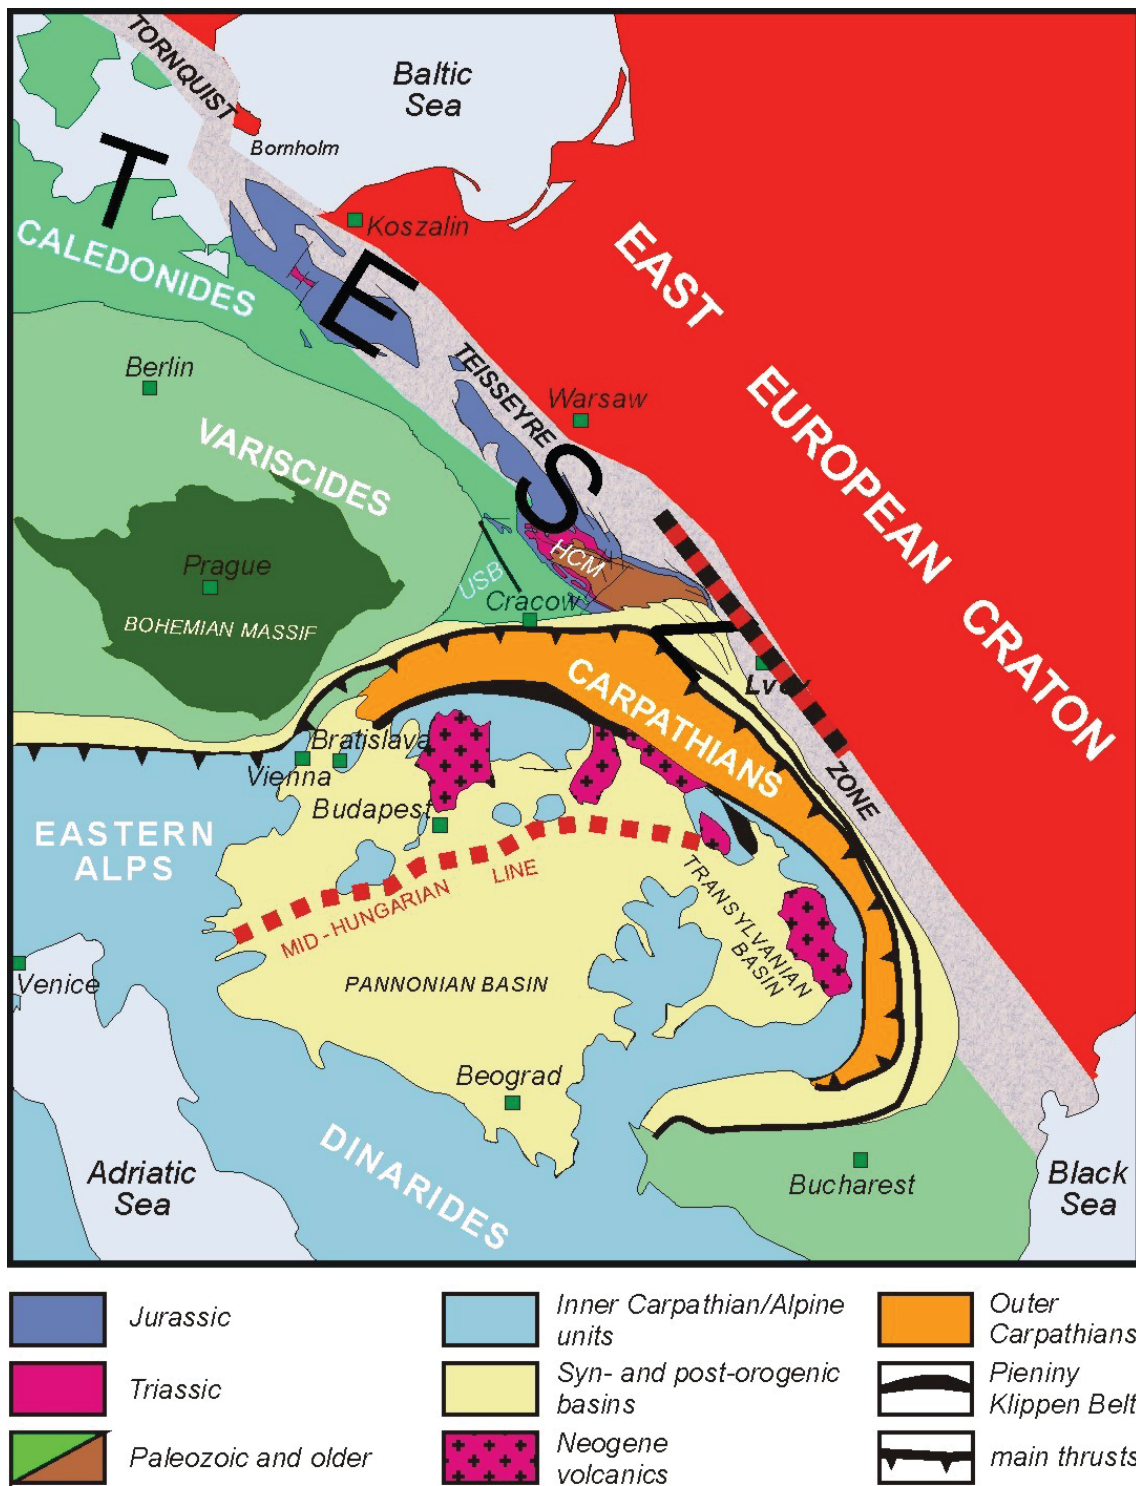 TORNQUIST
Baltic
Sea
Bornholm
T
Koszalin
CALEDONIDES
E
EAST
EUROPEAN
CRATON
TEISSEYRE
Berlin
Warsaw
VARISCIDES
S
HCM
USB
Prague
Cracow
BOHEMIAN MASSIF
Z
CARPATHIANS
Bratislava
Vienna
ZONE
Budapest
EASTERN
ALPS
MID - HUNGARIAN
LINE
TRANSYLVANIAN
BASIN
Venice
PANNONIAN BASIN
Beograd
DINARIDES
Adriatic
Sea
Bucharest
Black
Sea
Jurassic
Triassic
Paleozoic and older
Inner Carpathian/Alpine
units
Syn- and post-orogenic
basins
Neogene
volcanics
Outer
Carpathians
Pieniny
Klippen Belt
main thrusts